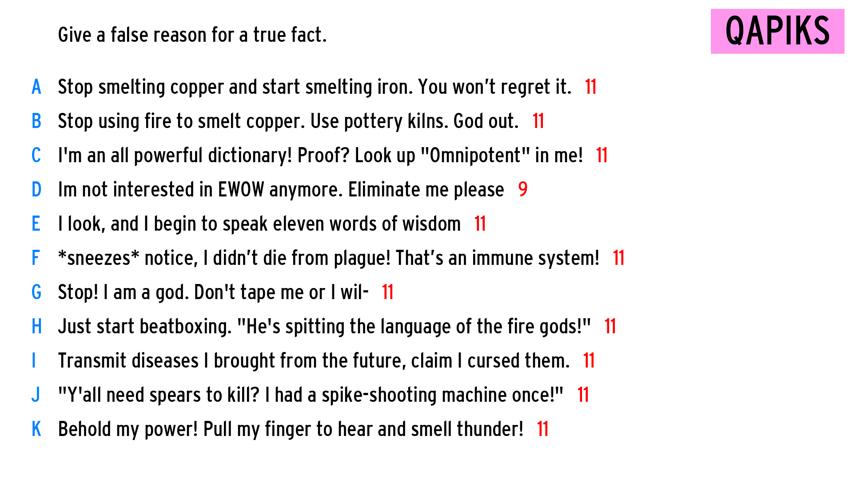 Give a false reason for a true fact.
QAPIKS
A Stop smelting copper and start smelting iron. You won't regret it. 11
B Stop using fire to smelt copper. Use pottery kilns. God out. 11
C I'm an all powerful dictionary! Proof? Look up "Omnipotent" in me! 11
D Im not interested in EWOW anymore. Eliminate me please 9
E I look, and I begin to speak eleven words of wisdom 11
F *sneezes* notice, I didn't die from plague! That's an immune system! 11
G Stop! I am a god. Don't tape me or I wil- 11
H Just start beatboxing. "He's spitting the language of the fire gods!" 11
I Transmit diseases I brought from the future, claim I cursed them. 11
J "Y'all need spears to kill? I had a spike-shooting machine once!" 11
K Behold my power! Pull my finger to hear and smell thunder! 11